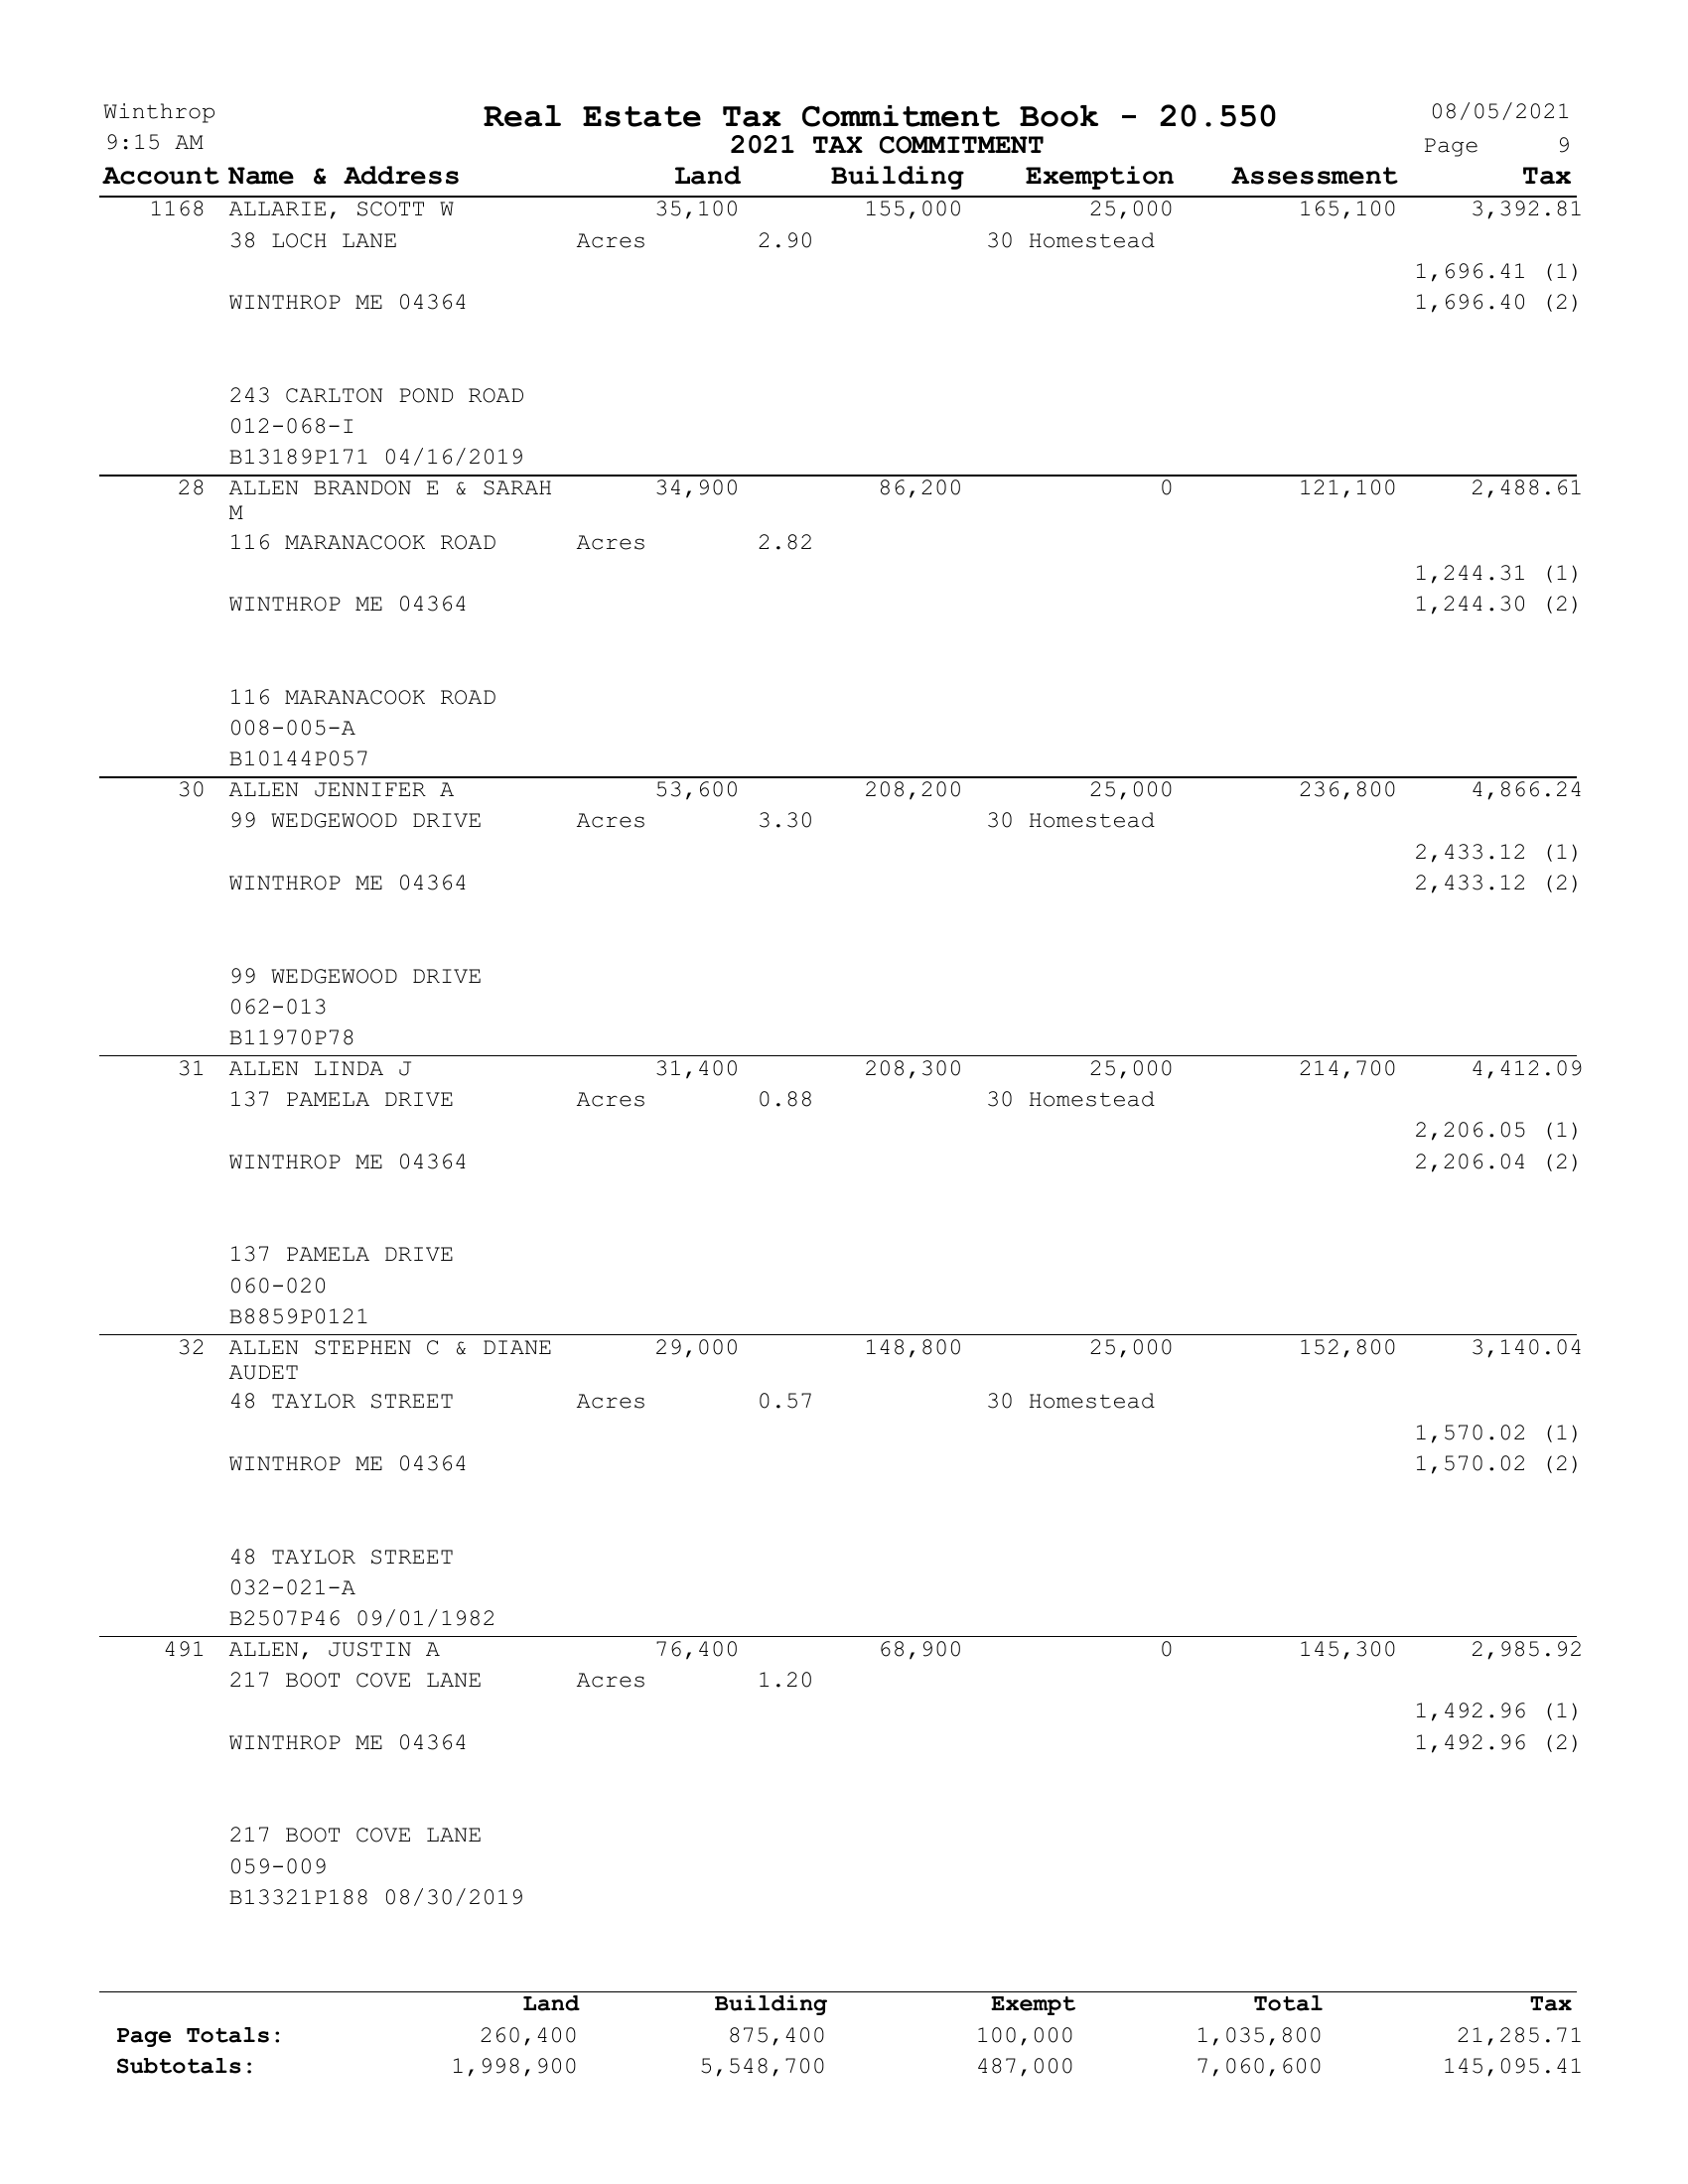 Winthrop Real Estate Tax Commitment Book - 20.550 08/05/2021
9:15 AM 2021 TAX COMMITMENT Page 9
Account Name & Address Land Building Exemption Assessment Tax
1168 ALLARIE, SCOTT W 35,100 155,000 25,000 165,100 3,392.81
38 LOCH LANE Acres 2.90 30 Homestead
1,696.41 (1)
WINTHROP ME 04364 1,696.40 (2)
243 CARLTON POND ROAD
012-068-I
B13189P171 04/16/2019
28 ALLEN BRANDON E & SARAH 34,900 86,200 0 121,100 2,488.61
M
116 MARANACOOK ROAD Acres 2.82
1,244.31 (1)
WINTHROP ME 04364 1,244.30 (2)
116 MARANACOOK ROAD
008-005-A
B10144P057
30 ALLEN JENNIFER A 53,600 208,200 25,000 236,800 4,866.24
99 WEDGEWOOD DRIVE Acres 3.30 30 Homestead
2,433.12 (1)
WINTHROP ME 04364 2,433.12 (2)
99 WEDGEWOOD DRIVE
062-013
B11970P78
31 ALLEN LINDA J 31,400 208,300 25,000 214,700 4,412.09
137 PAMELA DRIVE Acres 0.88 30 Homestead
2,206.05 (1)
WINTHROP ME 04364 2,206.04 (2)
137 PAMELA DRIVE
060-020
B8859P0121
32 ALLEN STEPHEN C & DIANE 29,000 148,800 25,000 152,800 3,140.04
AUDET
48 TAYLOR STREET Acres 0.57 30 Homestead
1,570.02 (1)
WINTHROP ME 04364 1,570.02 (2)
48 TAYLOR STREET
032-021-A
B2507P46 09/01/1982
491 ALLEN, JUSTIN A 76,400 68,900 0 145,300 2,985.92
217 BOOT COVE LANE Acres 1.20
1,492.96 (1)
WINTHROP ME 04364 1,492.96 (2)
217 BOOT COVE LANE
059-009
B13321P188 08/30/2019
Land Building Exempt Total Tax
Page Totals: 260,400 875,400 100,000 1,035,800 21,285.71
Subtotals: 1,998,900 5,548,700 487,000 7,060,600 145,095.41